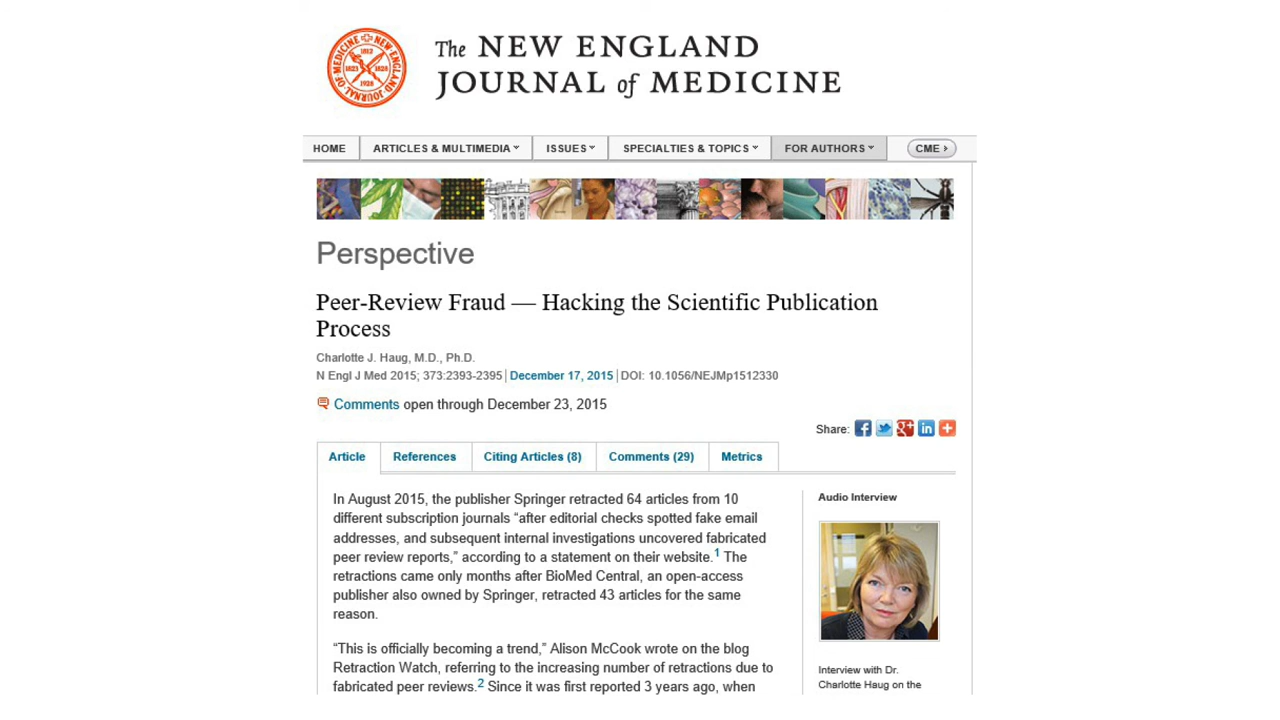 The NEW ENGLAND
JOURNAL of MEDICINE
HOME
ARTICLES & MULTIMEDIA
ISSUES
SPECIALTIES & TOPICS
FOR AUTHORS
CME
Perspective
Peer-Review Fraud — Hacking the Scientific Publication
Process
Charlotte J. Haug, M.D., Ph.D.
N Engl J Med 2015; 373:2393-2395 | December 17, 2015 | DOI: 10.1056/NEJMp1512330
Comments open through December 23, 2015
Share:
Article
References
Citing Articles (8)
Comments (29)
Metrics
In August 2015, the publisher Springer retracted 64 articles from 10
different subscription journals “after editorial checks spotted fake email
addresses, and subsequent internal investigations uncovered fabricated
peer review reports,” according to a statement on their website.1 The
retractions came only months after BioMed Central, an open-access
publisher also owned by Springer, retracted 43 articles for the same
reason.
“This is officially becoming a trend,” Alison McCook wrote on the blog
Retraction Watch, referring to the increasing number of retractions due to
fabricated peer reviews.2 Since it was first reported 3 years ago, when
Audio Interview
Interview with Dr.
Charlotte Haug on the